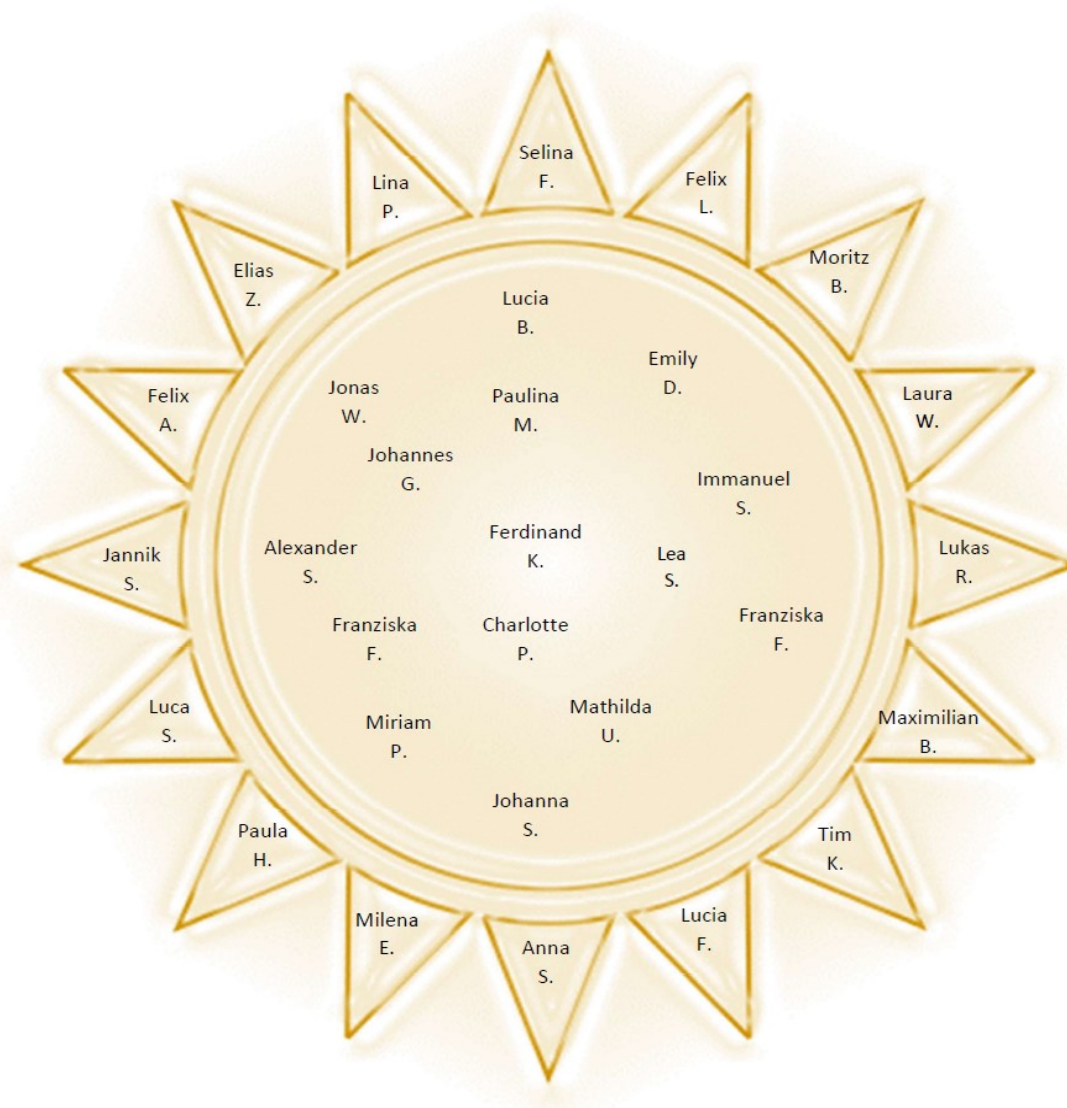 Selina
F.
Lina
P.
Felix
L.
Moritz
B.
Elias
Z.
Lucia
B.
Emily
D.
Jonas
W.
Paulina
M.
Felix
A.
Laura
W.
Johannes
G.
Immanuel
S.
Ferdinand
K.
Jannik
S.
Alexander
S.
Lea
S.
Lukas
R.
Franziska
F.
Charlotte
P.
Franziska
F.
Luca
S.
Miriam
P.
Mathilda
U.
Maximilian
B.
Johanna
S.
Paula
H.
Tim
K.
Milena
E.
Anna
S.
Lucia
F.